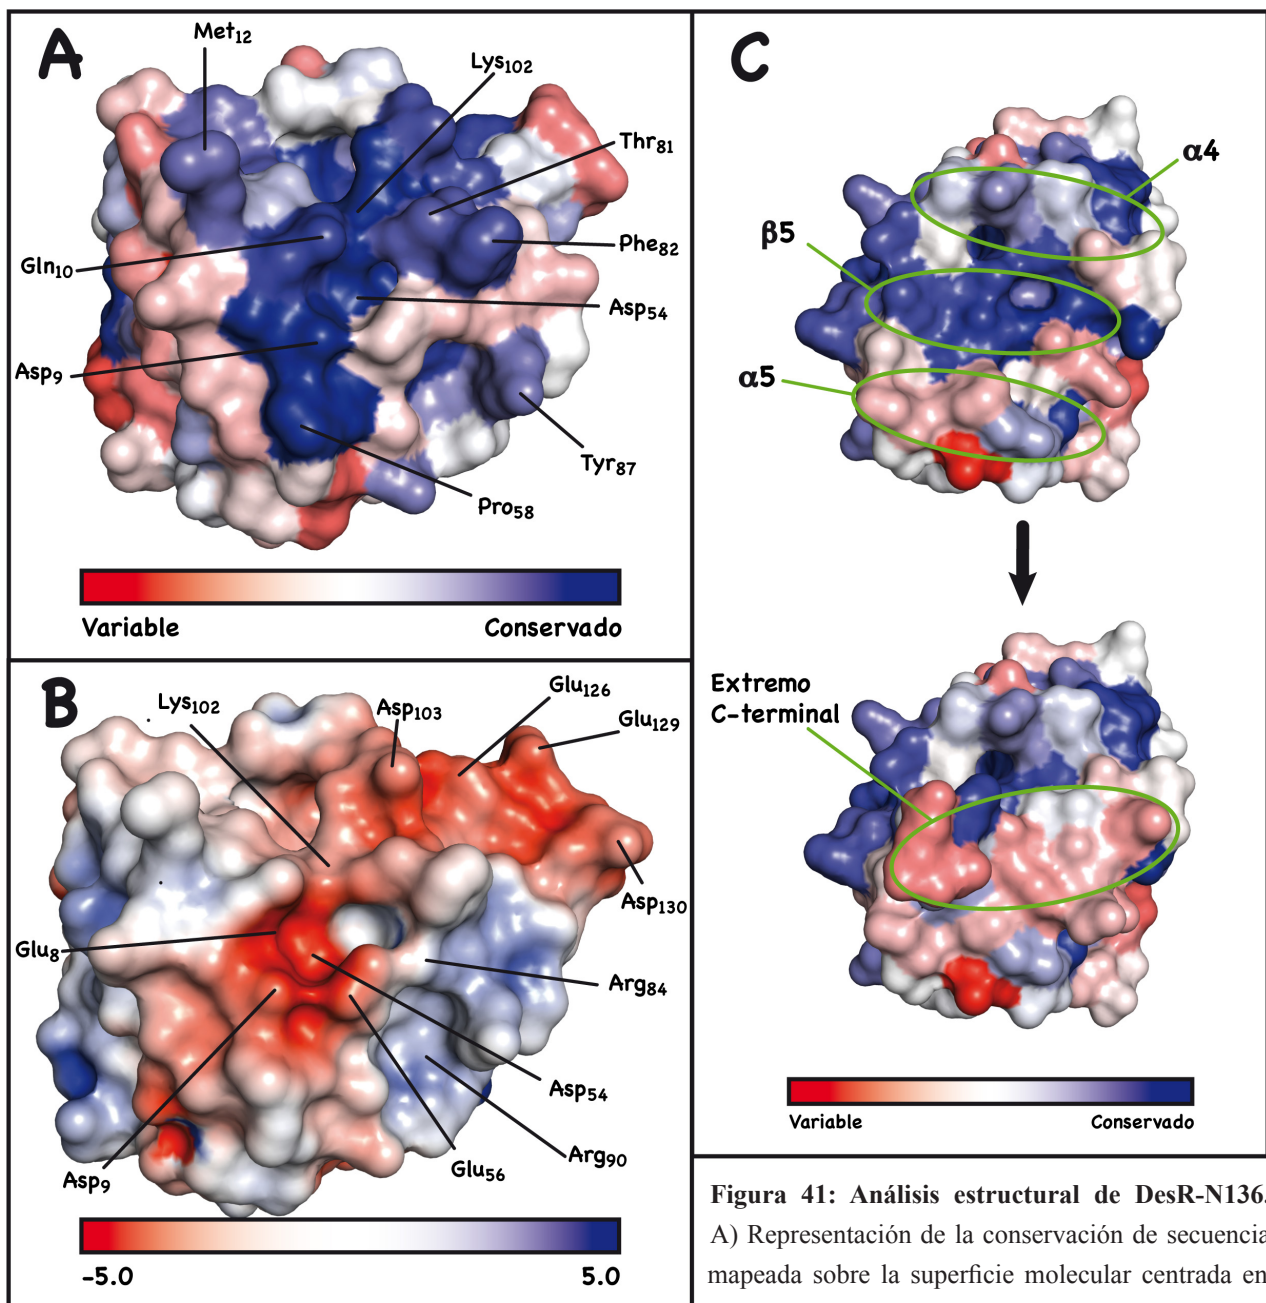 A
Met12
Lys102
Thr81
Phe82
Gln10
Asp54
Asp9
Tyr87
Pro58
Variable Conservado
B
Lys102
Asp103
Glu126
Glu129
Asp130
Glu8
Arg84
Asp54
Arg90
Glu56
Asp9
-5.0 5.0
C
α4
β5
α5
Extremo
C-terminal
Variable Conservado
Figura 41: Análisis estructural de DesR-N136.
A) Representación de la conservación de secuencia
mapeada sobre la superficie molecular centrada en